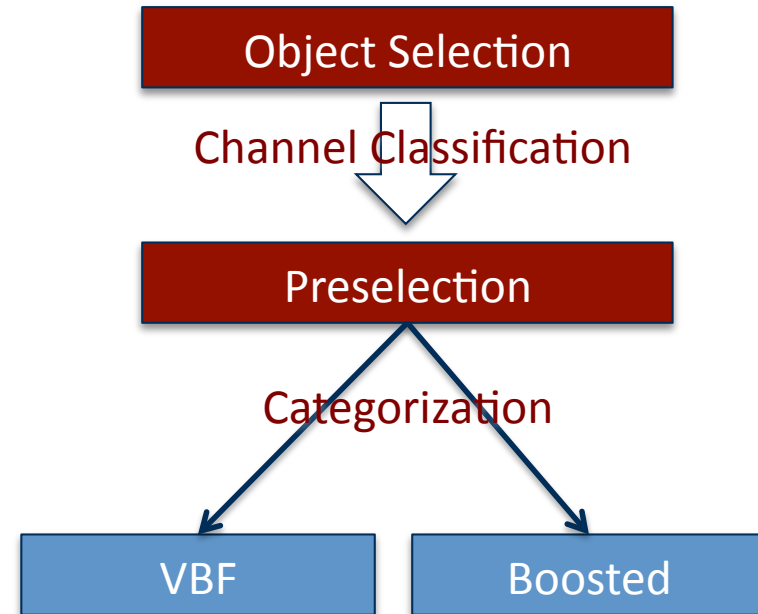 Object Selection
Channel Classification
Preselection
Categorization
VBF
Boosted